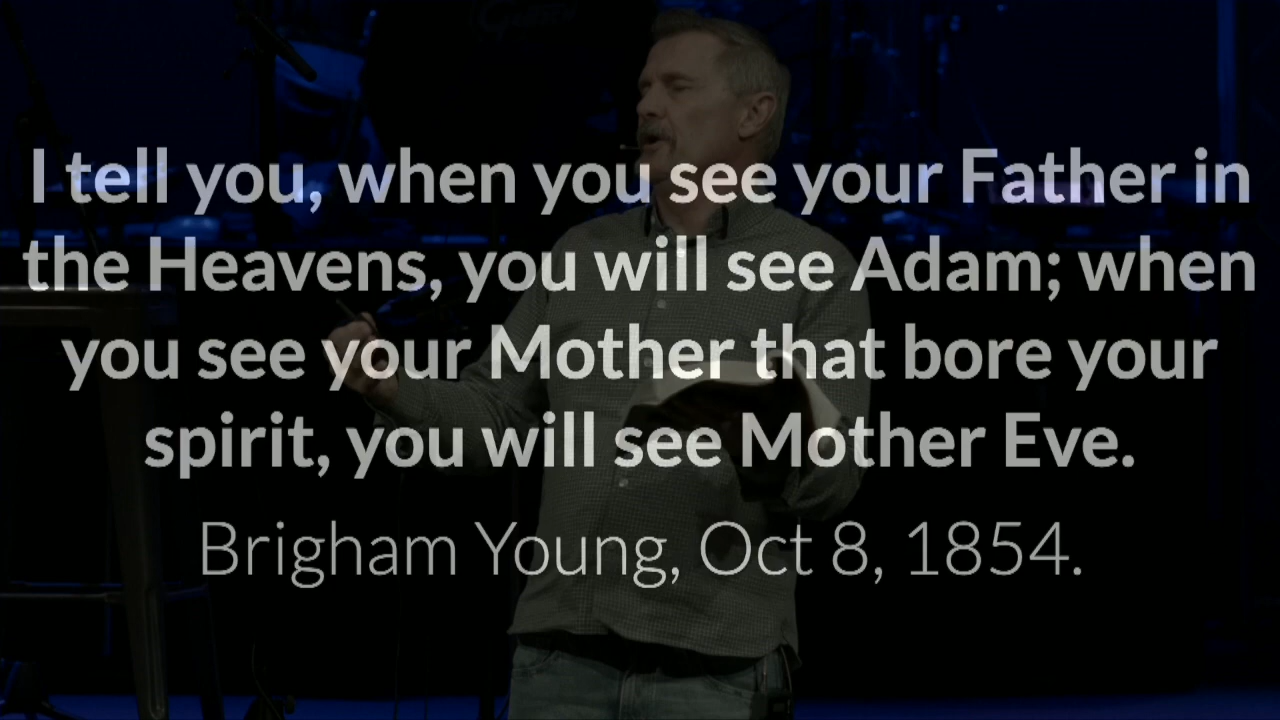 I tell you, when you see your Father in
the Heavens, you will see Adam; when
you see your Mother that bore your
spirit, you will see Mother Eve.
Brigham Young, Oct 8, 1854.